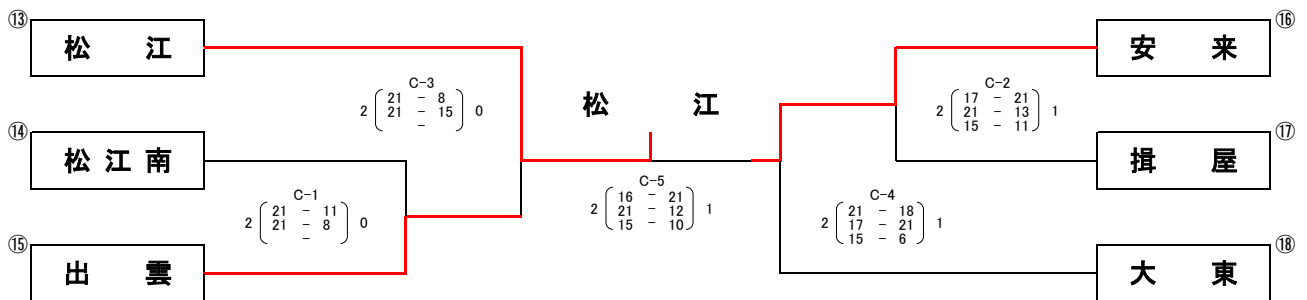 ⑬
松 江
⑯
安 来
C-3
2 21 - 8 0
21 - 15
-
松 江
C-2
2 17 - 21 1
21 - 13
15 - 11
⑭
松 江 南
⑰
揖 屋
C-1
2 21 - 11 0
21 - 8
-
C-5
2 16 - 21 1
21 - 12
15 - 10
C-4
2 21 - 18 1
17 - 21
15 - 6
⑮
出 雲
⑱
大 東